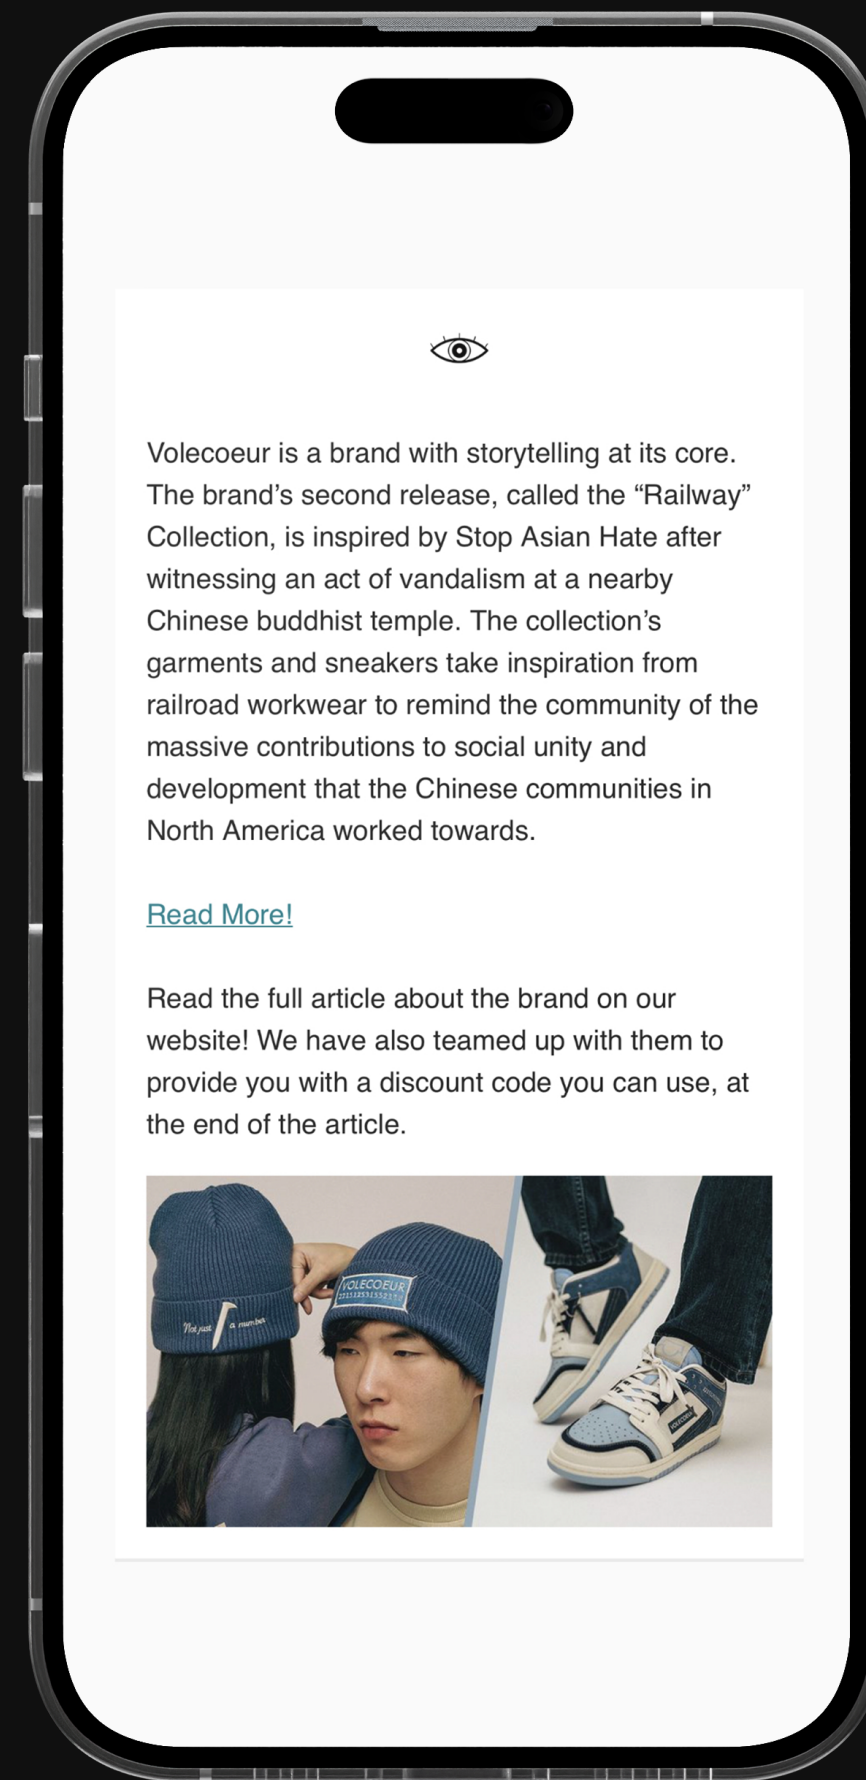 Volecoeur is a brand with storytelling at its core.
The brand’s second release, called the “Railway”
Collection, is inspired by Stop Asian Hate after
witnessing an act of vandalism at a nearby
Chinese buddhist temple. The collection’s
garments and sneakers take inspiration from
railroad workwear to remind the community of the
massive contributions to social unity and
development that the Chinese communities in
North America worked towards.
Read More!
Read the full article about the brand on our
website! We have also teamed up with them to
provide you with a discount code you can use, at
the end of the article.
Not just a number
VOLECOEUR
VOLECOEUR